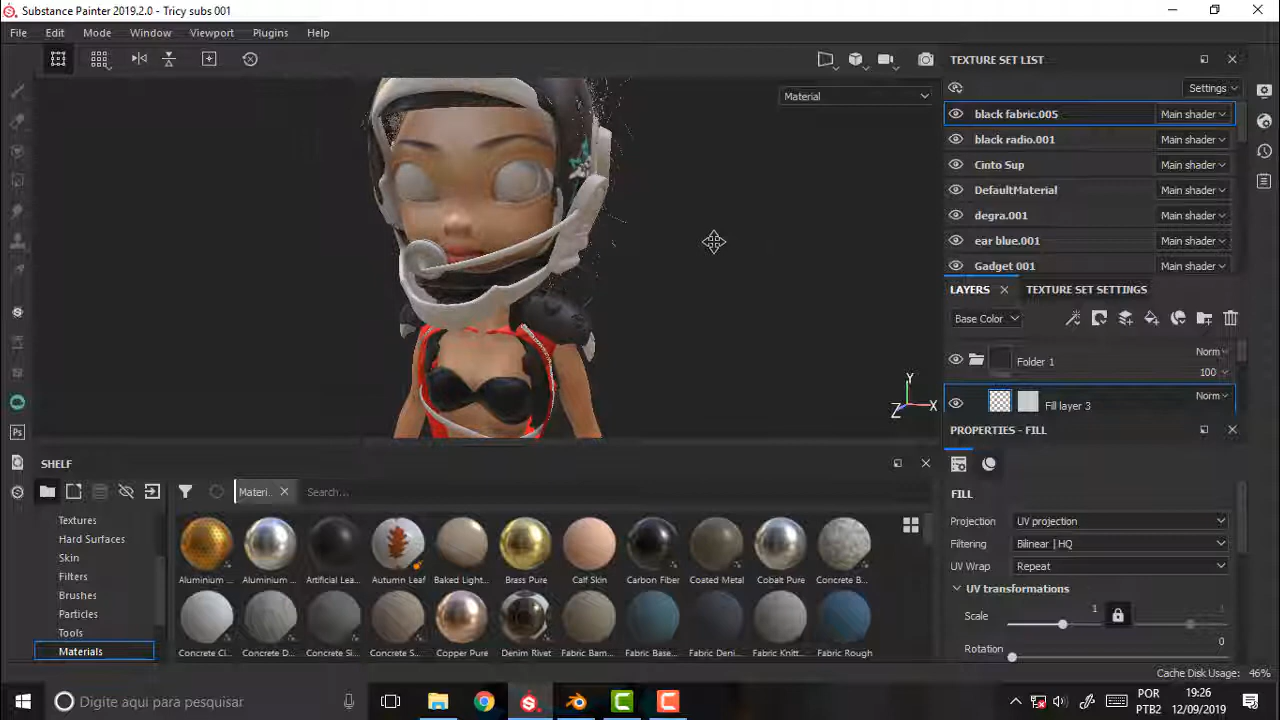 Substance Painter 2019.2.0 - Tricy subs 001
File Edit Mode Window Viewport Plugins Help
Material
TEXTURE SET LIST
Settings
black fabric.005 Main shader
black radio.001 Main shader
Cinto Sup Main shader
DefaultMaterial Main shader
degra.001 Main shader
ear blue.001 Main shader
Gadget 001 Main shader
LAYERS TEXTURE SET SETTINGS
Base Color
Folder 1 Norm 100
Fill layer 3 Norm
Y
Z X
PROPERTIES - FILL
FILL
Projection UV projection
Filtering Bilinear | HQ
UV Wrap Repeat
UV transformations
Scale 1 1
Rotation 0
SHELF
Materi.. Search...
Textures
Hard Surfaces
Skin
Filters
Brushes
Particles
Tools
Materials
Aluminium ... Aluminium ... Artificial Lea... Autumn Leaf Baked Light... Brass Pure Calf Skin Carbon Fiber Coated Metal Cobalt Pure Concrete B...
Concrete Cl... Concrete D... Concrete Si... Concrete S... Copper Pure Denim Rivet Fabric Bam... Fabric Base... Fabric Deni... Fabric Knitt... Fabric Rough
Cache Disk Usage: 46%
Ps
Digite aqui para pesquisar
POR
PTB2
19:26
12/09/2019